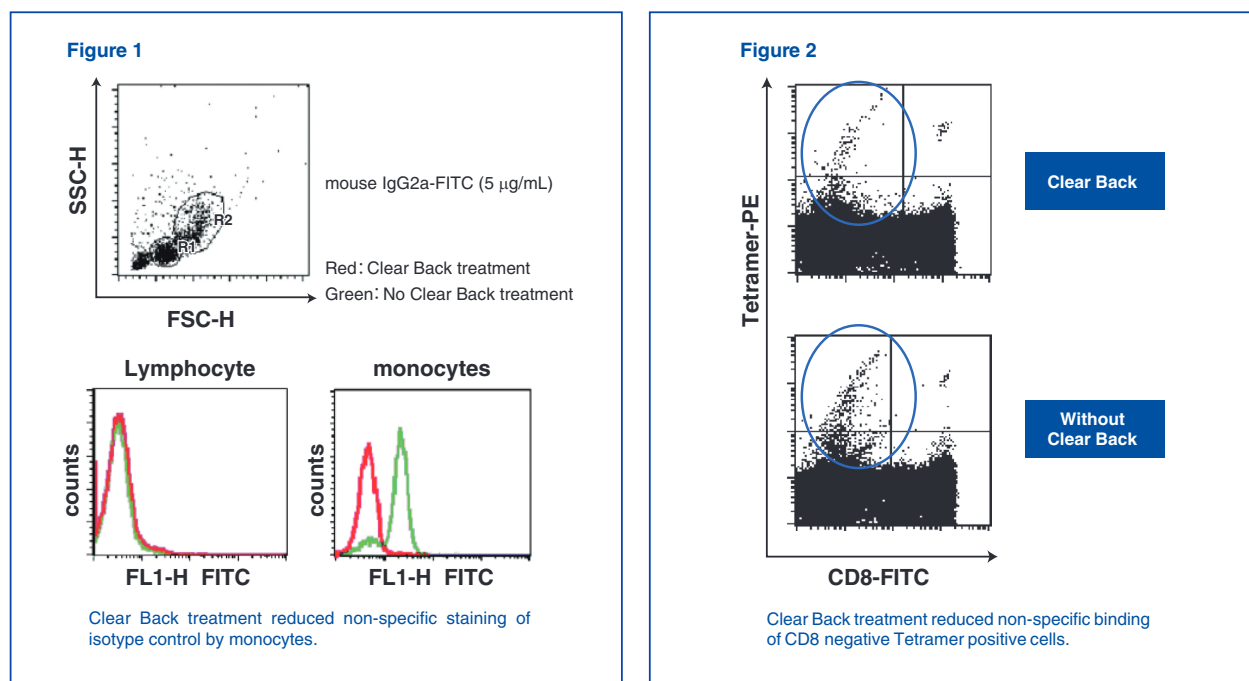 Figure 1
SSC-H
R2
R1
FSC-H
mouse IgG2a-FITC (5 μg/mL)
Red: Clear Back treatment
Green: No Clear Back treatment
Lymphocyte
counts
FL1-H FITC
monocytes
counts
FL1-H FITC
Clear Back treatment reduced non-specific staining of
isotype control by monocytes.
Figure 2
Tetramer-PE
Clear Back
Without
Clear Back
CD8-FITC
Clear Back treatment reduced non-specific binding
of CD8 negative Tetramer positive cells.